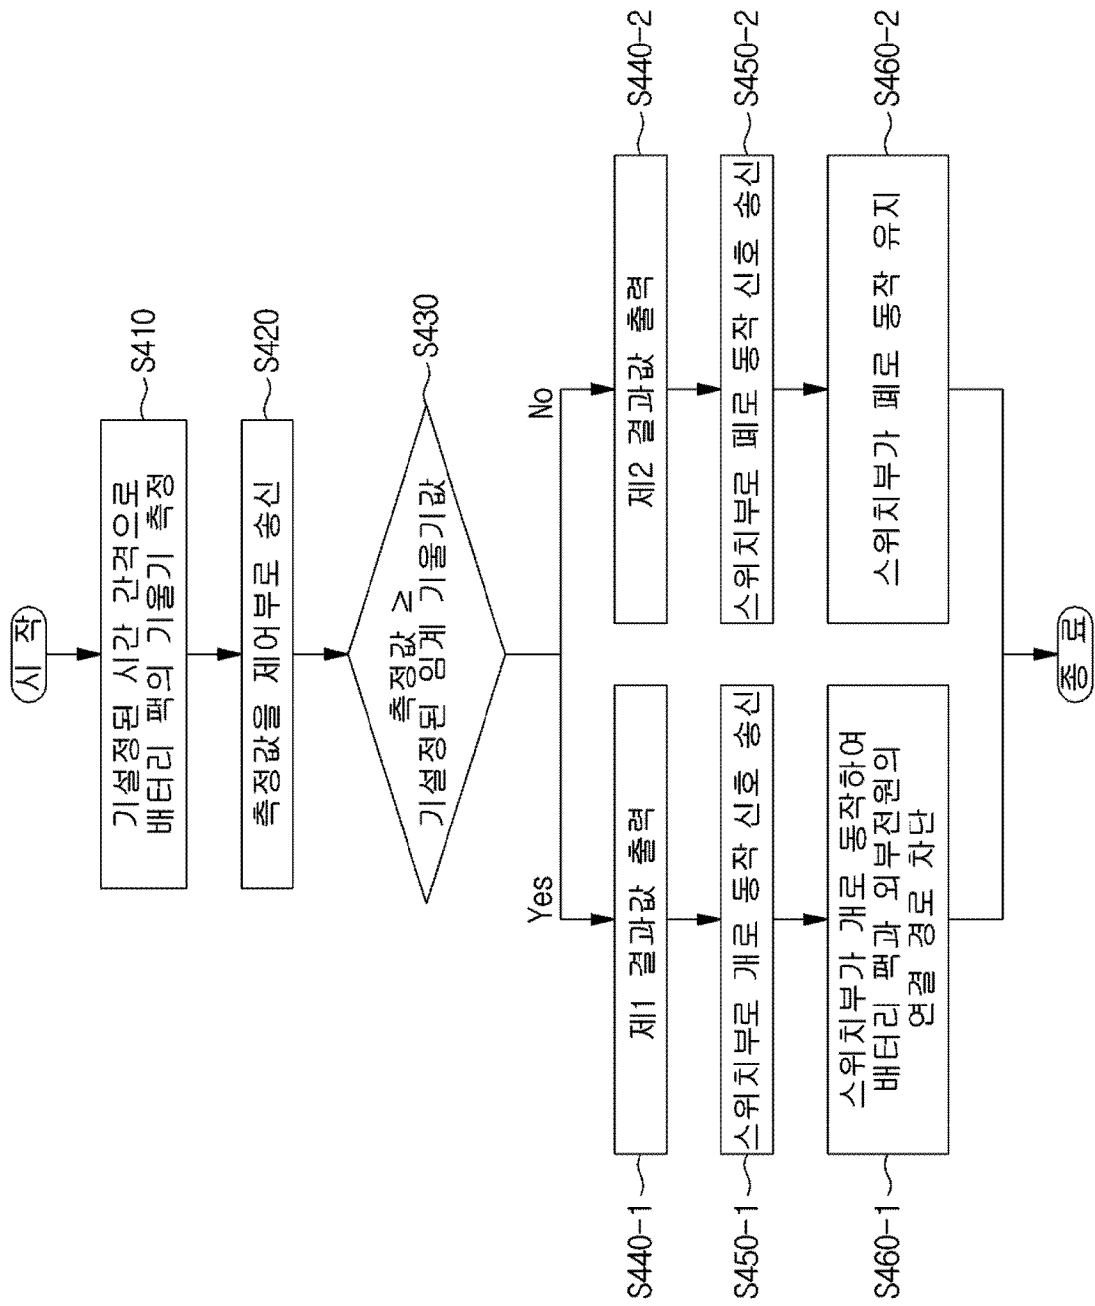 시 작
기설정된 시간 간격으로
배터리 팩의 기울기 측정
S410
측정값을 제어부로 송신
S420
측정값 ≥
기설정된 임계 기울기값
S430
Yes
No
제1 결과값 출력
S440-1
제2 결과값 출력
S440-2
스위치부로 개로 동작 신호 송신
S450-1
스위치부로 폐로 동작 신호 송신
S450-2
스위치부가 개로 동작하여
배터리 팩과 외부전원의
연결 경로 차단
S460-1
스위치부가 폐로 동작 유지
S460-2
종 료